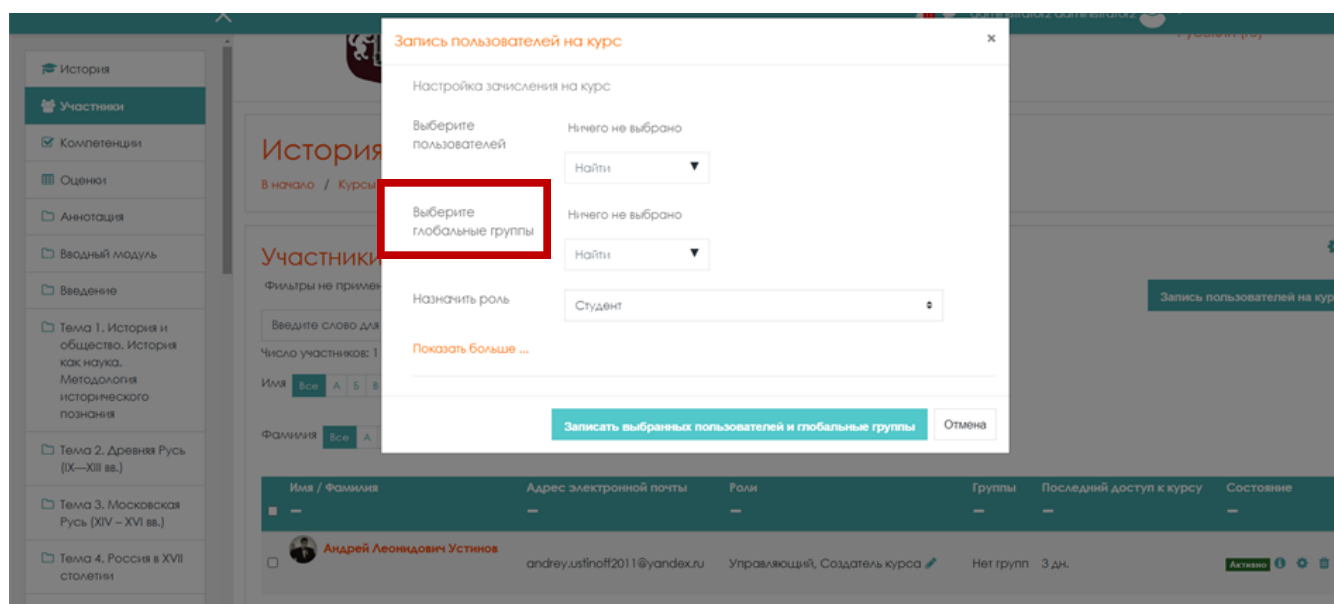 administrator2 administrator2
Запись пользователей на курс
×
История
Настройка зачисления на курс
Участники
Выберите
пользователей
Ничего не выбрано
Найти
Компетенции
История
Оценки
В начало / Курсы
Выберите
глобальные группы
Ничего не выбрано
Найти
Аннотация
Вводный модуль
Участники
Введение
Фильтры не
Назначить роль
Студент
Запись пользователей на
Тема 1. История и
общество. История
как наука.
Методология
исторического
познания
Введите слово для
Показать больше ...
Число участников: 1
Имя Все А Б В
Записать выбранных пользователей и глобальные группы
Отмена
Фамилия Все А
Тема 2. Древняя Русь
(IX—XIII вв.)
Имя / Фамилия Адрес электронной почты Роли Группы Последний доступ к курсу Состояние
Тема 3. Московская
Русь (XIV – XVI вв.)
Андрей Леонидович Устинов
andrey.ustinoff2011@yandex.ru Управляющий, Создатель курса Нет групп 3 дн. Активно
Тема 4. Россия в XVII
столетии